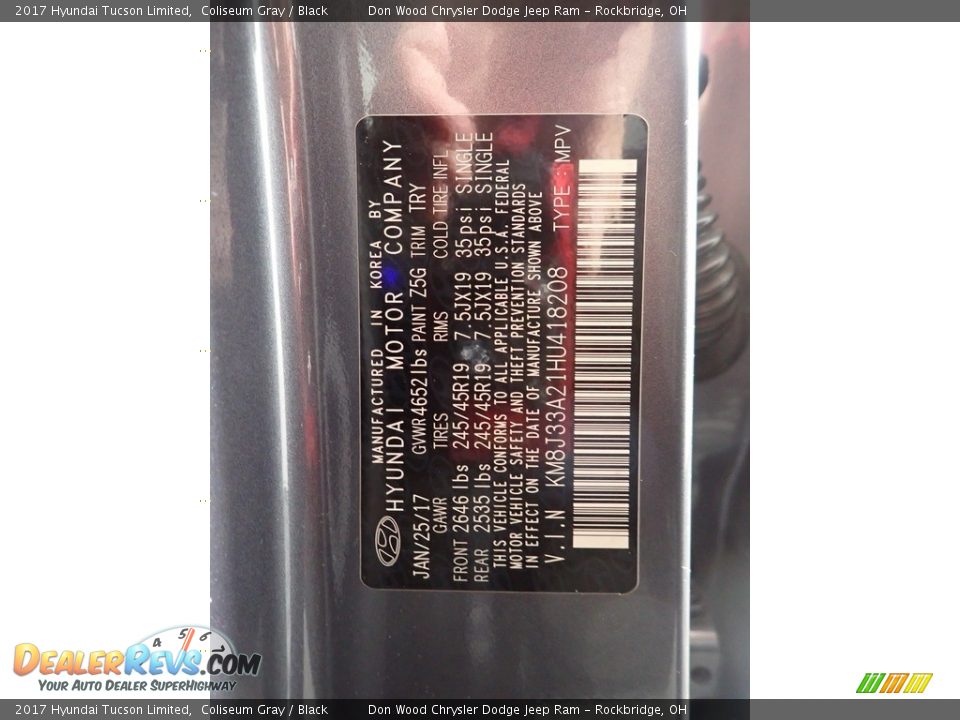 2017 Hyundai Tucson Limited,  Coliseum Gray / Black        Don Wood Chrysler Dodge Jeep Ram - Rockbridge, OH
MANUFACTURED IN KOREA BY
HYUNDAI MOTOR COMPANY
JAN/25/17 GVWR 4652 lbs PAINT Z5G TRIM TRY
GAWR TIRES RIMS COLD TIRE INFL.
FRONT 2646 lbs 245/45R19 7.5JX19 35psi SINGLE
REAR 2535 lbs 245/45R19 7.5JX19 35psi SINGLE
THIS VEHICLE CONFORMS TO ALL APPLICABLE U.S.A. FEDERAL
MOTOR VEHICLE SAFETY AND THEFT PREVENTION STANDARDS
IN EFFECT ON THE DATE OF MANUFACTURE SHOWN ABOVE
V.I.N KM8J33A21HU418208 TYPE : MPV
4 5 6 7
DealerRevs.com
Your Auto Dealer SuperHighway
2017 Hyundai Tucson Limited,  Coliseum Gray / Black        Don Wood Chrysler Dodge Jeep Ram - Rockbridge, OH